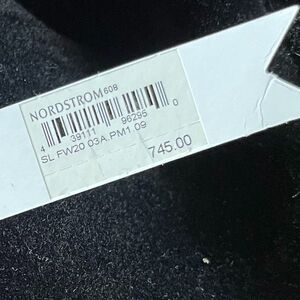 NORDSTROM 608
4 39111 96295 0
SL FW20 03A.PM1 09
745.00